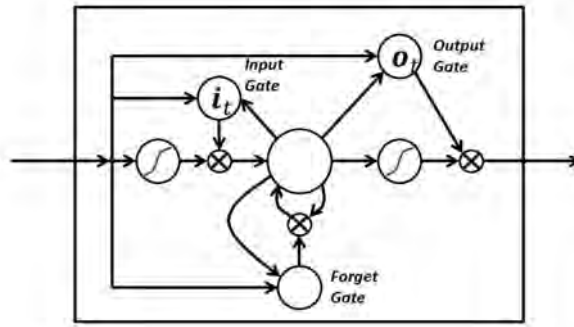 Input
Gate
i_t
o_t
Output
Gate
Forget
Gate